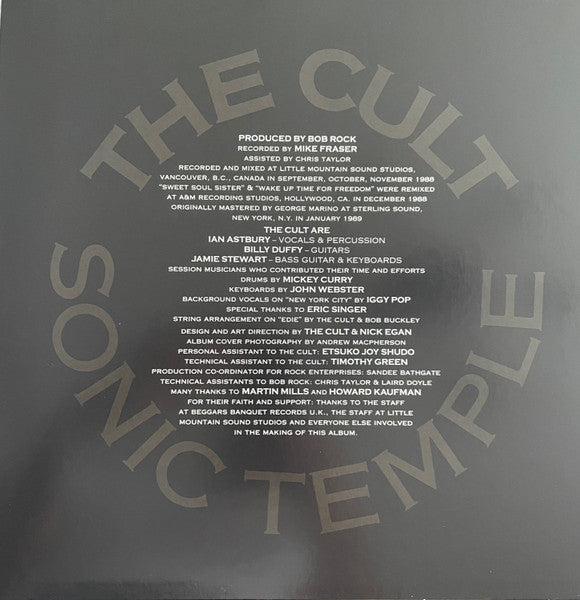 THE CULT
PRODUCED BY BOB ROCK
RECORDED BY MIKE FRASER
ASSISTED BY CHRIS TAYLOR
RECORDED AND MIXED AT LITTLE MOUNTAIN SOUND STUDIOS,
VANCOUVER, B.C., CANADA IN SEPTEMBER, OCTOBER, NOVEMBER 1988
"SWEET SOUL SISTER" & "WAKE UP TIME FOR FREEDOM" WERE REMIXED
AT A&M RECORDING STUDIOS, HOLLYWOOD, CA. IN DECEMBER 1988
ORIGINALLY MASTERED BY GEORGE MARINO AT STERLING SOUND,
NEW YORK, N.Y. IN JANUARY 1989
THE CULT ARE
IAN ASTBURY – VOCALS & PERCUSSION
BILLY DUFFY – GUITARS
JAMIE STEWART – BASS GUITAR & KEYBOARDS
SESSION MUSICIANS WHO CONTRIBUTED THEIR TIME AND EFFORTS
DRUMS BY MICKEY CURRY
KEYBOARDS BY JOHN WEBSTER
BACKGROUND VOCALS ON "NEW YORK CITY" BY IGGY POP
SPECIAL THANKS TO ERIC SINGER
STRING ARRANGEMENT ON "EDIE" BY THE CULT & BOB BUCKLEY
DESIGN AND ART DIRECTION BY THE CULT & NICK EGAN
ALBUM COVER PHOTOGRAPHY BY ANDREW MACPHERSON
PERSONAL ASSISTANT TO THE CULT: ETSUKO JOY SHUDO
TECHNICAL ASSISTANT TO THE CULT: TIMOTHY GREEN
PRODUCTION CO-ORDINATOR FOR ROCK ENTERPRISES: SANDEE BATHGATE
TECHNICAL ASSISTANTS TO BOB ROCK: CHRIS TAYLOR & LAIRD DOYLE
MANY THANKS TO MARTIN MILLS AND HOWARD KAUFMAN
FOR THEIR FAITH AND SUPPORT: THANKS TO THE STAFF
AT BEGGARS BANQUET RECORDS U.K., THE STAFF AT LITTLE
MOUNTAIN SOUND STUDIOS AND EVERYONE ELSE INVOLVED
IN THE MAKING OF THIS ALBUM.
SONIC TEMPLE